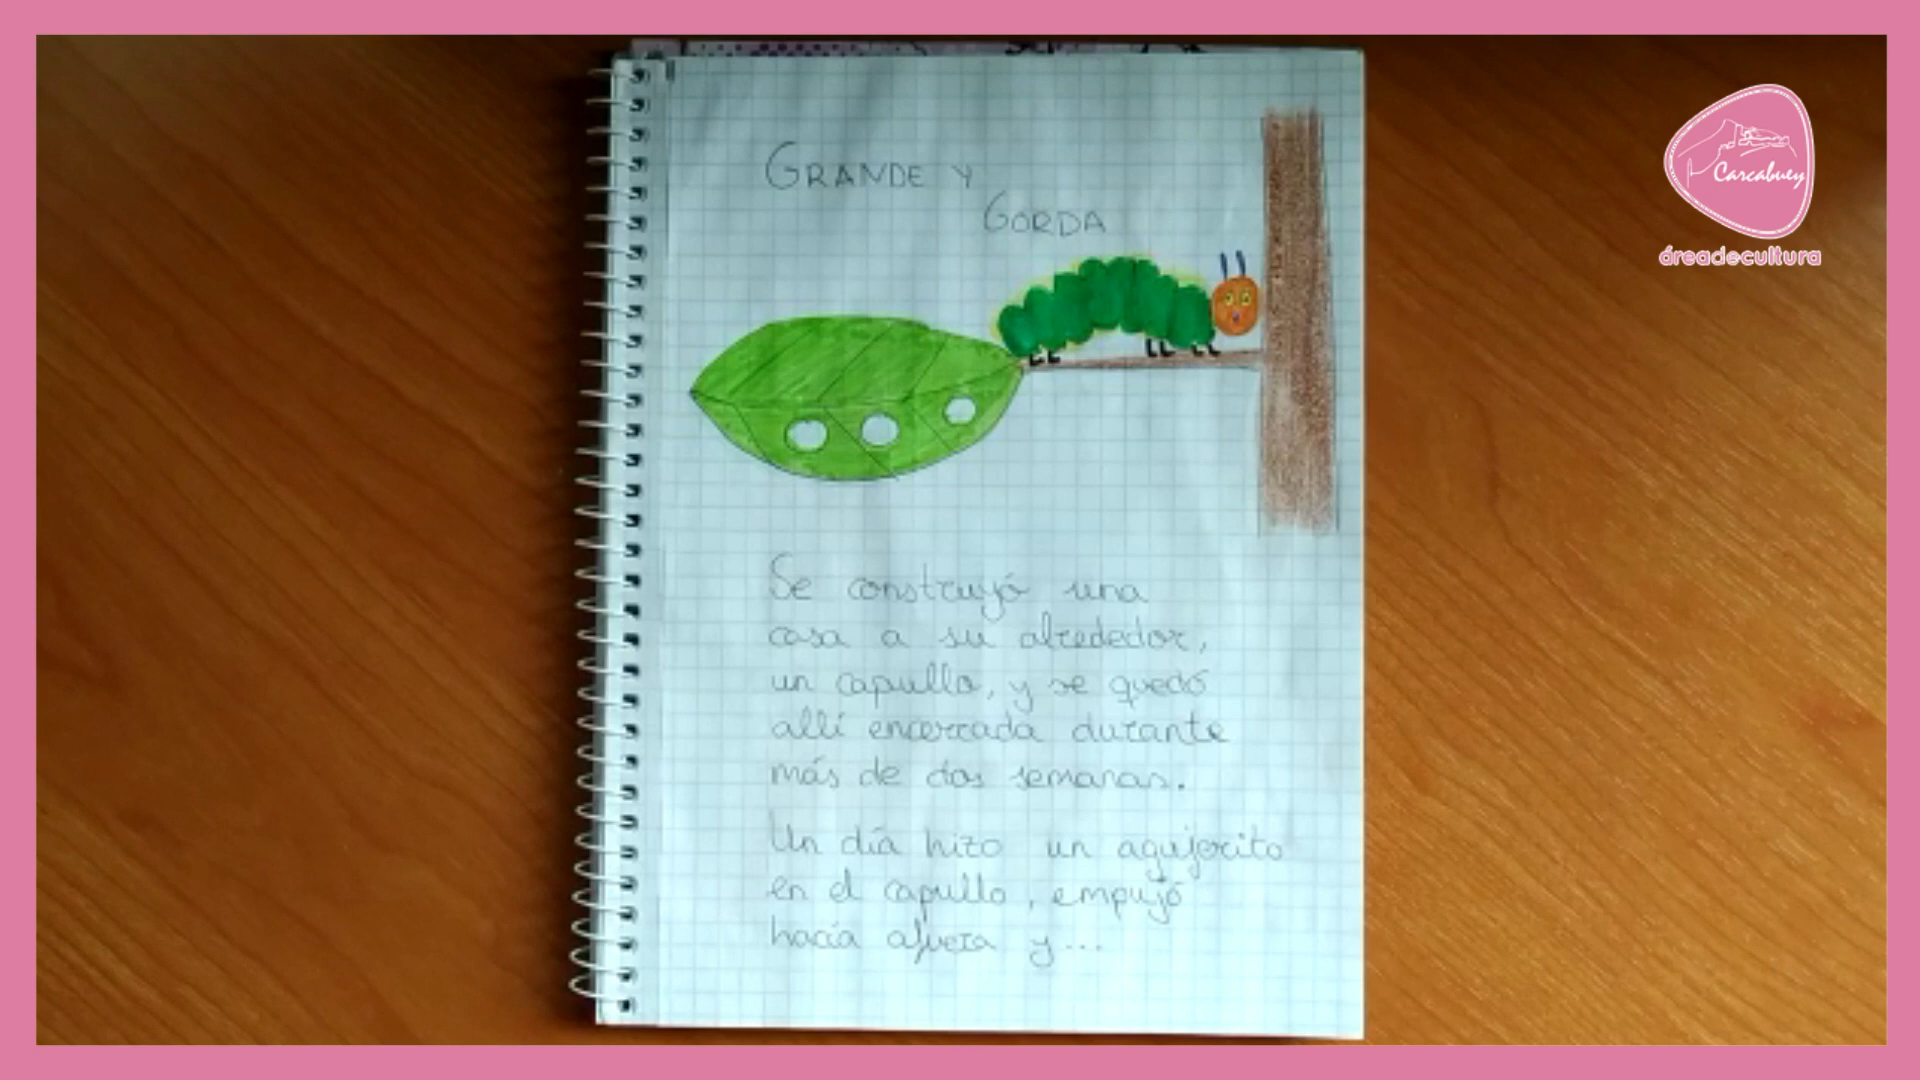 GRANDE Y
GORDA
Se construyó una
casa a su alrededor,
un capullo, y se quedó
allí encerrada durante
más de dos semanas.
Un día hizo un agujerito
en el capullo, empujó
hacía afuera y...
Carcabuey
áreadecultura